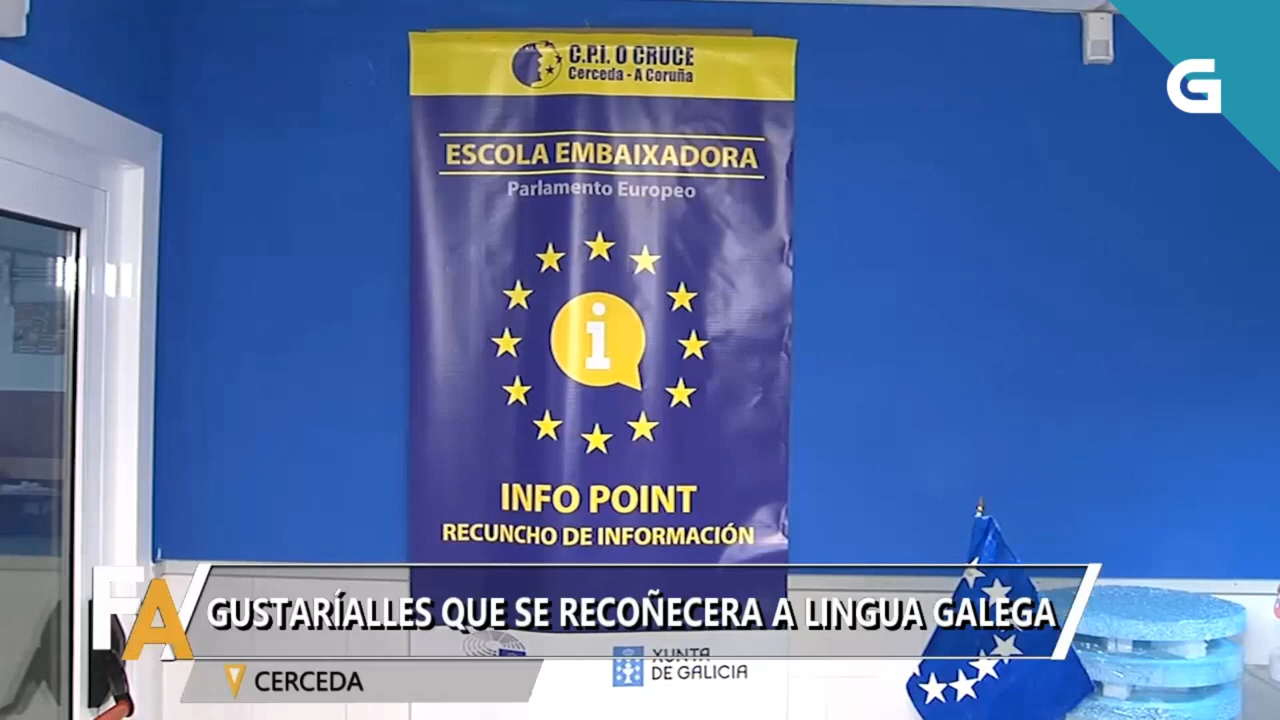 C.P.I. O CRUCE
Cerceda - A Coruña
G
ESCOLA EMBAIXADORA
Parlamento Europeo
i
INFO POINT
RECUNCHO DE INFORMACIÓN
FA
GUSTARÍALLES QUE SE RECOÑECERA A LINGUA GALEGA
XUNTA
DE GALICIA
CERCEDA